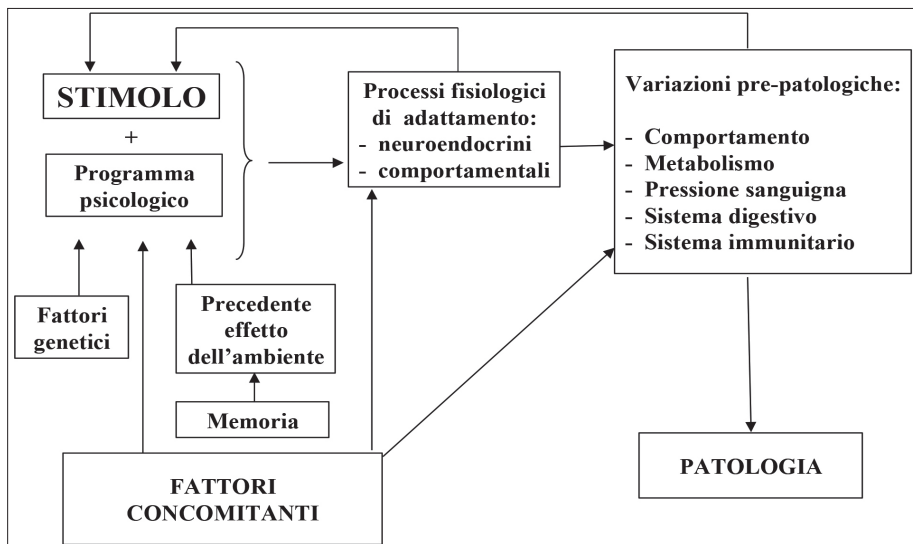 STIMOLO
+
Programma
psicologico
Fattori
genetici
Precedente
effetto
dell’ambiente
Memoria
FATTORI
CONCOMITANTI
Processi fisiologici
di adattamento:
- neuroendocrini
- comportamentali
Variazioni pre-patologiche:
- Comportamento
- Metabolismo
- Pressione sanguigna
- Sistema digestivo
- Sistema immunitario
PATOLOGIA